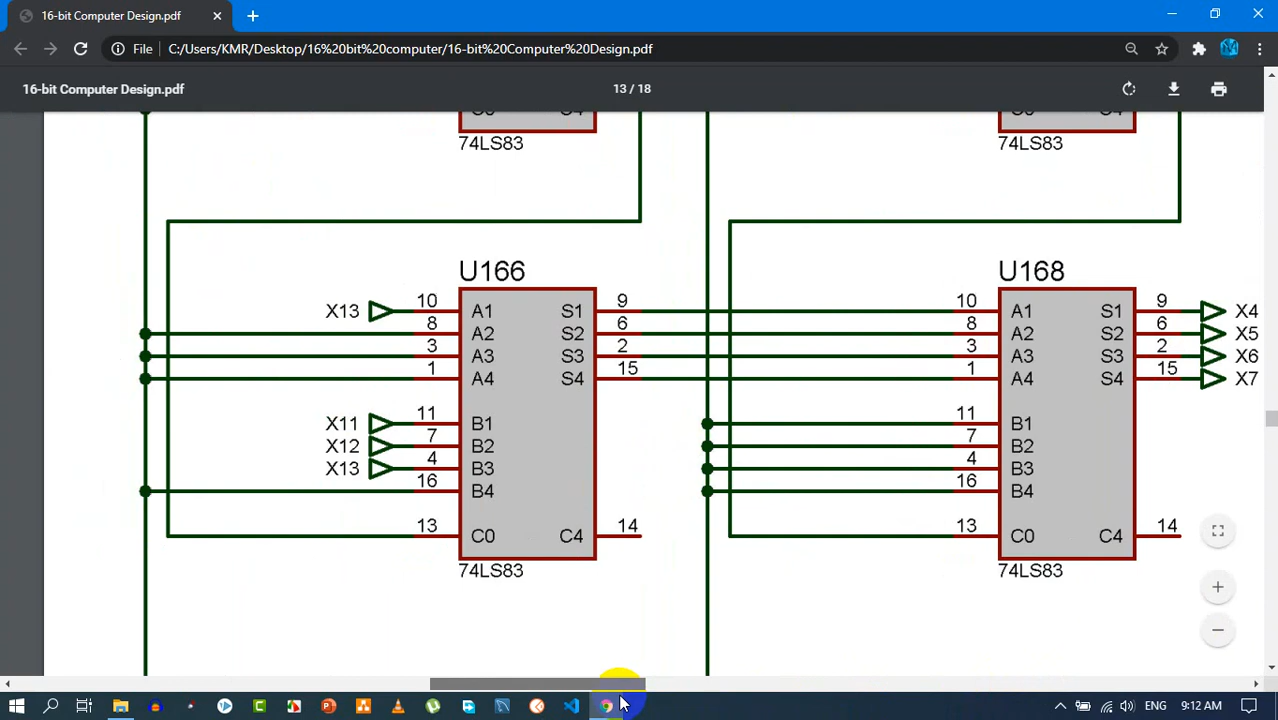 16-bit Computer Design.pdf
File C:/Users/KMR/Desktop/16%20bit%20computer/16-bit%20Computer%20Design.pdf
16-bit Computer Design.pdf 13 / 18
74LS83 74LS83
U166 U168
X13 10 A1 S1 9 10 A1 S1 9 X4
8 A2 S2 6 8 A2 S2 6 X5
3 A3 S3 2 3 A3 S3 2 X6
1 A4 S4 15 1 A4 S4 15 X7
X11 11 B1 11 B1
X12 7 B2 7 B2
X13 4 B3 4 B3
16 B4 16 B4
13 C0 C4 14 13 C0 C4 14
74LS83 74LS83
ENG 9:12 AM